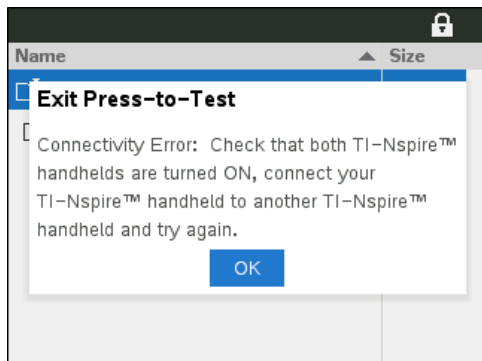 Name Size
Exit Press-to-Test
Connectivity Error: Check that both TI-Nspire™
handhelds are turned ON, connect your
TI-Nspire™ handheld to another TI-Nspire™
handheld and try again.
OK